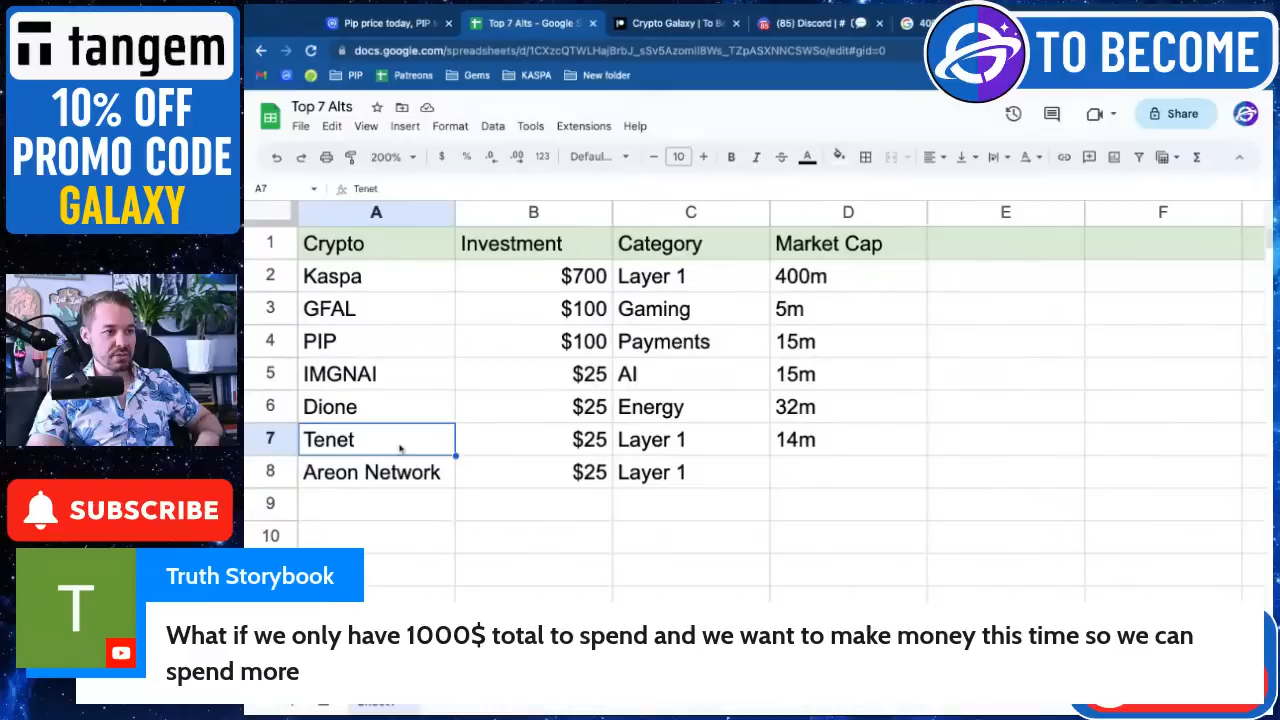 tangem
10% OFF
PROMO CODE
GALAXY
Pip price today, PIP
Top 7 Alts - Google S
Crypto Galaxy | T
(85) Discord | #
TO BECOME
docs.google.com/spreadsheets/d/1CXzcQTWLHajBrbJ_sSv5AzomiI8Ws_TZpASXNNCSWSo/edit#gid=0
PIP Patreons Gems KASPA New folder
Top 7 Alts
Share
File Edit View Insert Format Data Tools Extensions Help
200% $ % .0 .00 123 Defaul... − 10 + B I A Σ
A7 fx Tenet
A B C D E F
1 Crypto Investment Category Market Cap
2 Kaspa $700 Layer 1 400m
3 GFAL $100 Gaming 5m
4 PIP $100 Payments 15m
5 IMGNAI $25 AI 15m
6 Dione $25 Energy 32m
7 Tenet $25 Layer 1 14m
8 Areon Network $25 Layer 1
9
10
SUBSCRIBE
T
Truth Storybook
What if we only have 1000$ total to spend and we want to make money this time so we can
spend more